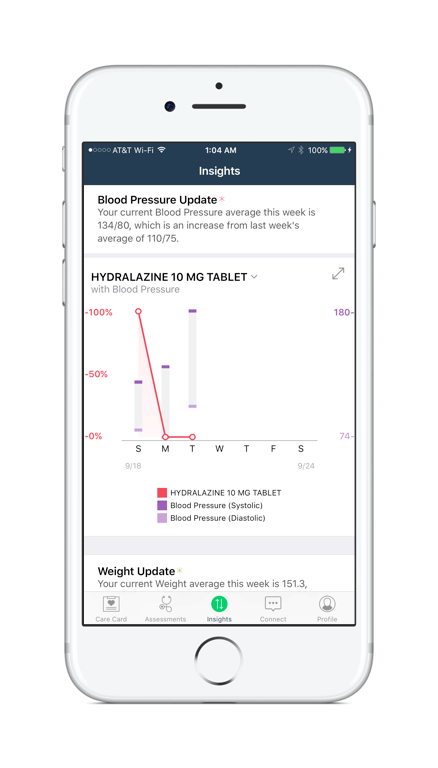 AT&T Wi-Fi 1:04 AM 100%
Insights
Blood Pressure Update*
Your current Blood Pressure average this week is
134/80, which is an increase from last week's
average of 110/75.
HYDRALAZINE 10 MG TABLET
with Blood Pressure
-100% 180-
-50%
-0% 74-
S M T W T F S
9/18 9/24
HYDRALAZINE 10 MG TABLET
Blood Pressure (Systolic)
Blood Pressure (Diastolic)
Weight Update*
Your current Weight average this week is 151.3,
Care Card Assessments Insights Connect Profile